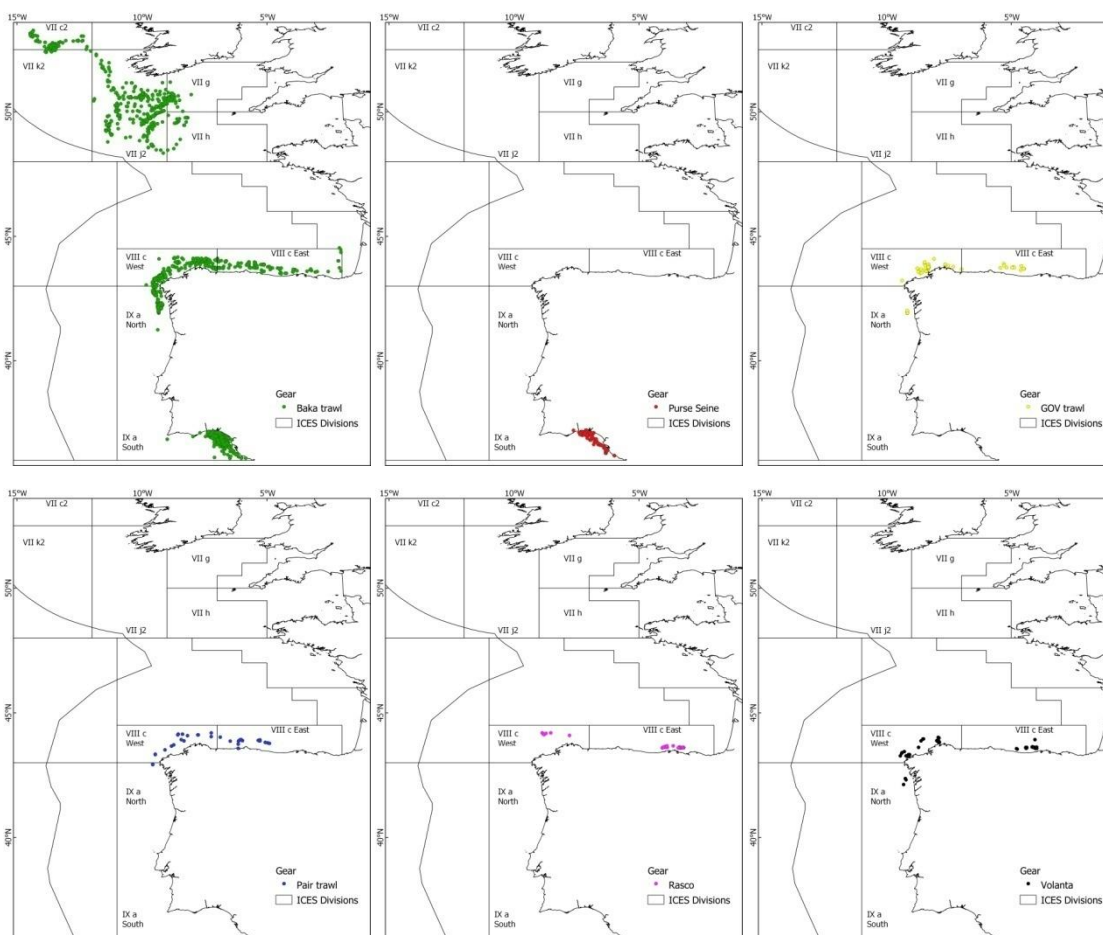 15°W 10°W 5°W
VII c2
VII k2
VII g
50°N
VII h
VII j2
45°N
VIII c
West
VIII c East
IX a
North
40°N
Gear
Baka trawl
ICES Divisions
IX a
South
10°W 5°W
VII c2
VII k2
VII g
50°N
VII h
VII j2
45°N
VIII c
West
VIII c East
IX a
North
40°N
Gear
Purse Seine
ICES Divisions
IX a
South
10°W 5°W
VII c2
VII k2
VII g
50°N
VII h
VII j2
45°N
VIII c
West
VIII c East
IX a
North
40°N
Gear
GOV trawl
ICES Divisions
IX a
South
15°W 10°W 5°W
VII c2
VII k2
VII g
50°N
VII h
VII j2
45°N
VIII c
West
VIII c East
IX a
North
40°N
Gear
Pair trawl
ICES Divisions
IX a
South
15°W 10°W 5°W
VII c2
VII k2
VII g
50°N
VII h
VII j2
45°N
VIII c
West
VIII c East
IX a
North
40°N
Gear
Rasco
ICES Divisions
IX a
South
15°W 10°W 5°W
VII c2
VII k2
VII g
50°N
VII h
VII j2
45°N
VIII c
West
VIII c East
IX a
North
40°N
Gear
Volanta
ICES Divisions
IX a
South